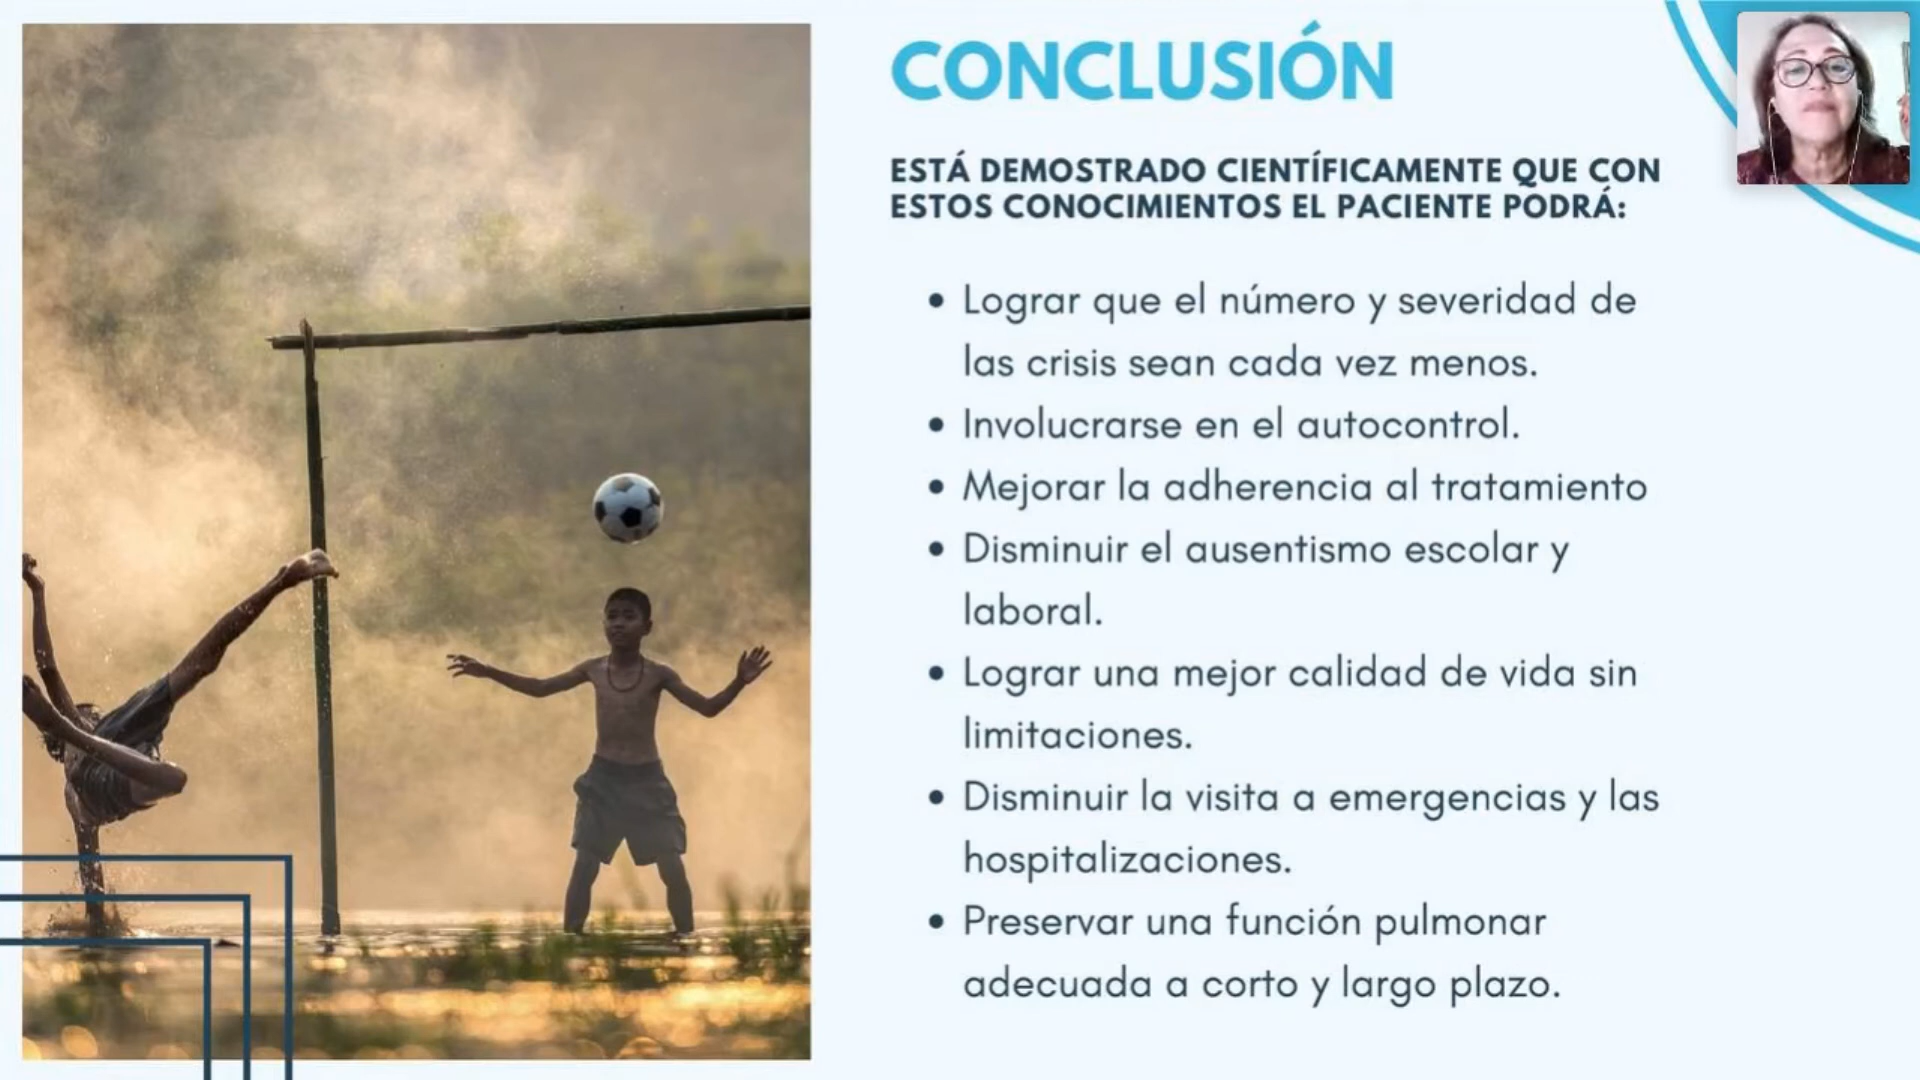 CONCLUSIÓN
ESTÁ DEMOSTRADO CIENTÍFICAMENTE QUE CON
ESTOS CONOCIMIENTOS EL PACIENTE PODRÁ:
• Lograr que el número y severidad de
las crisis sean cada vez menos.
• Involucrarse en el autocontrol.
• Mejorar la adherencia al tratamiento
• Disminuir el ausentismo escolar y
laboral.
• Lograr una mejor calidad de vida sin
limitaciones.
• Disminuir la visita a emergencias y las
hospitalizaciones.
• Preservar una función pulmonar
adecuada a corto y largo plazo.